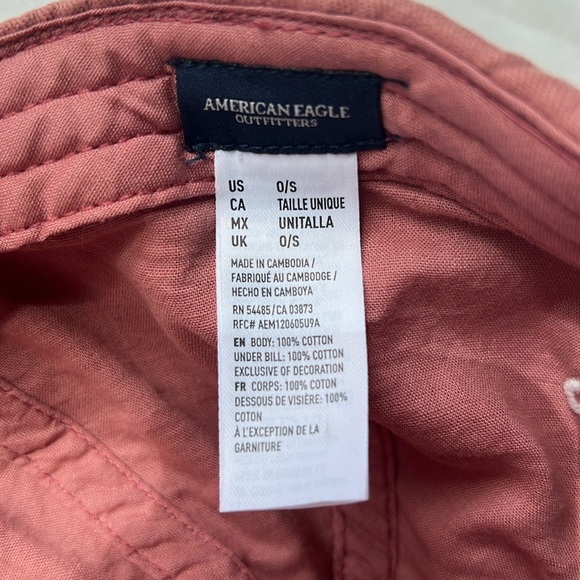 AMERICAN EAGLE
OUTFITTERS
US O/S
CA TAILLE UNIQUE
MX UNITALLA
UK O/S
MADE IN CAMBODIA /
FABRIQUÉ AU CAMBODGE /
HECHO EN CAMBOYA
RN 54485/CA 03873
RFC# AEM120605U9A
EN BODY: 100% COTTON
UNDER BILL: 100% COTTON
EXCLUSIVE OF DECORATION
FR CORPS: 100% COTON
DESSOUS DE VISIÈRE: 100%
COTON
À L'EXCEPTION DE LA
GARNITURE